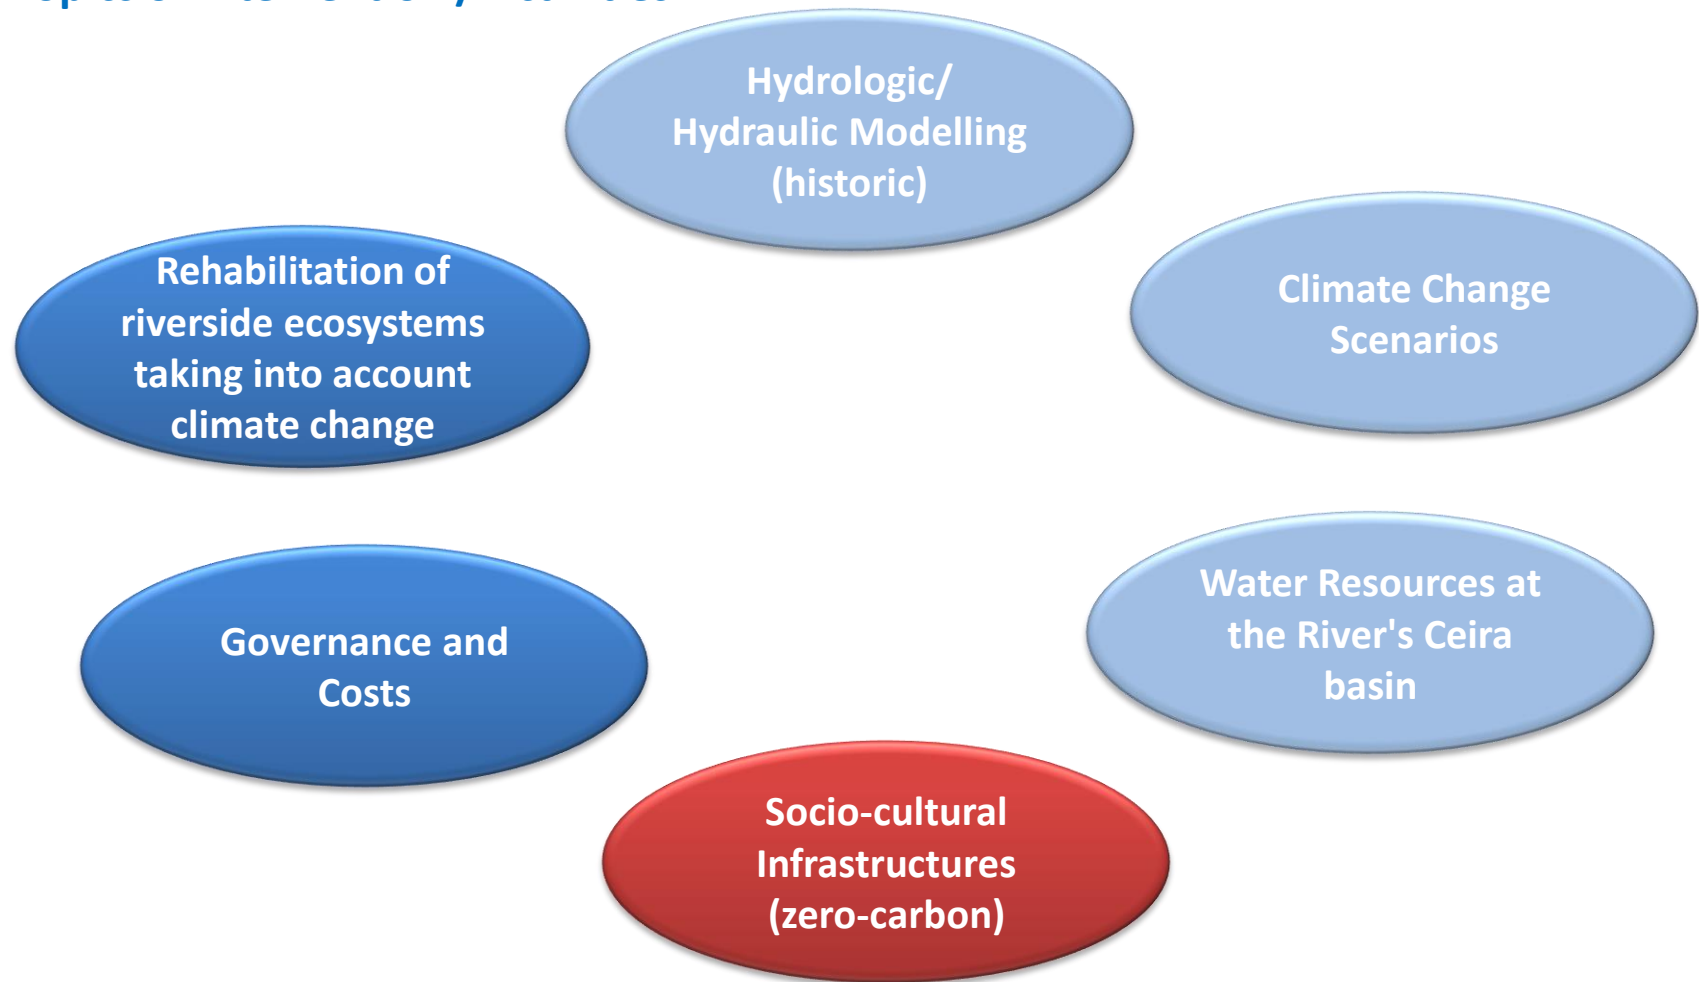 Hydrologic/
Hydraulic Modelling
(historic)
Climate Change
Scenarios
Rehabilitation of
riverside ecosystems
taking into account
climate change
Water Resources at
the River's Ceira
basin
Governance and
Costs
Socio-cultural
Infrastructures
(zero-carbon)